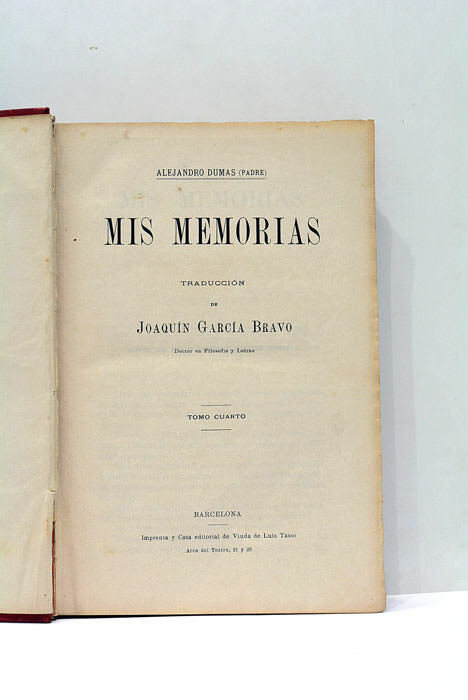 ALEJANDRO DUMAS (PADRE)
MIS MEMORIAS
TRADUCCIÓN
DE
JOAQUÍN GARCÍA BRAVO
Doctor en Filosofía y Letras
TOMO CUARTO
BARCELONA
Imprenta y Casa editorial de Viuda de Luis Tasso
Arco del Teatro, 21 y 23